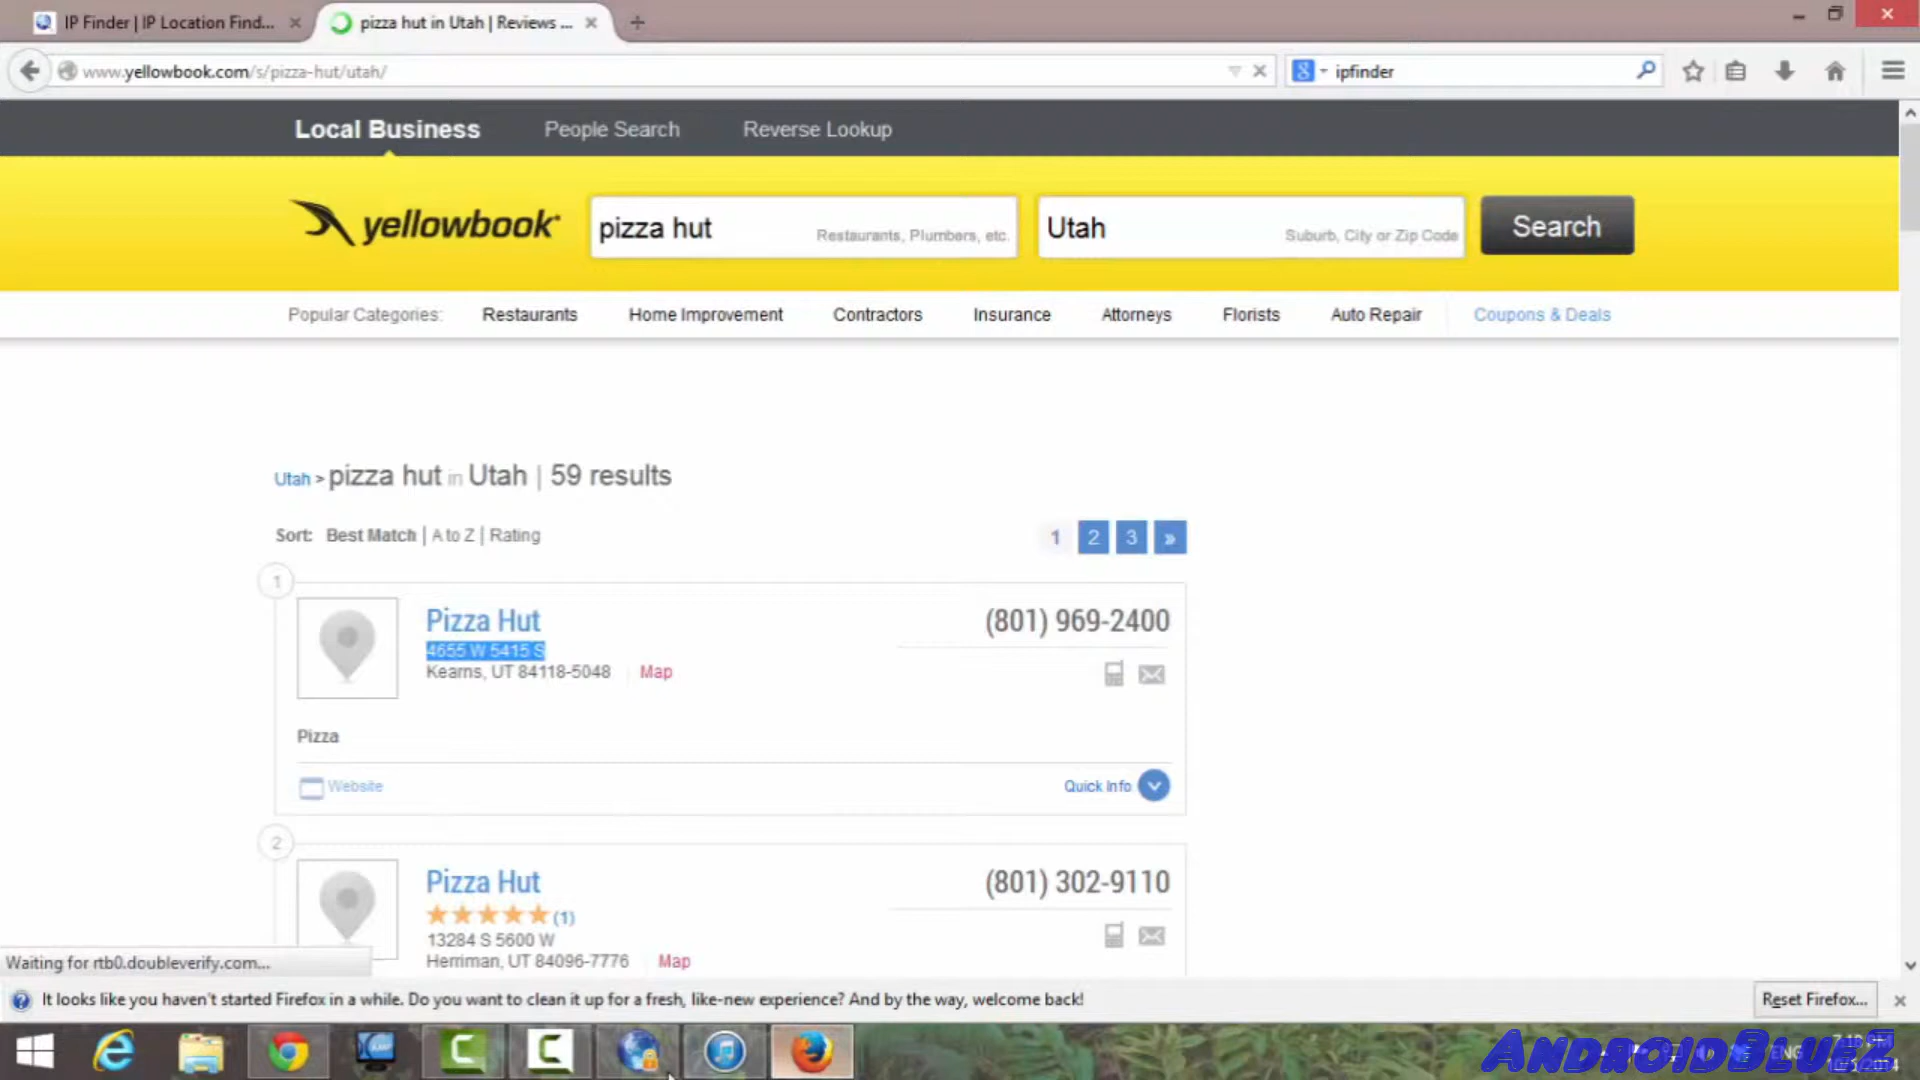 IP Finder | IP Location Find...
pizza hut in Utah | Reviews ...
www.yellowbook.com/s/pizza-hut/utah/
ipfinder
Local Business People Search Reverse Lookup
yellowbook
pizza hut Restaurants, Plumbers, etc.
Utah Suburb, City or Zip Code
Search
Popular Categories: Restaurants Home Improvement Contractors Insurance Attorneys Florists Auto Repair Coupons & Deals
Utah > pizza hut in Utah | 59 results
Sort: Best Match | A to Z | Rating
1 2 3 »
1
Pizza Hut (801) 969-2400
4655 W 5415 S
Kearns, UT 84118-5048 Map
Pizza
Website Quick Info
2
Pizza Hut (801) 302-9110
(1)
13284 S 5600 W
Herriman, UT 84096-7776 Map
Waiting for rtb0.doubleverify.com...
It looks like you haven't started Firefox in a while. Do you want to clean it up for a fresh, like-new experience? And by the way, welcome back!
Reset Firefox...
ENG
AndroidBlueZ